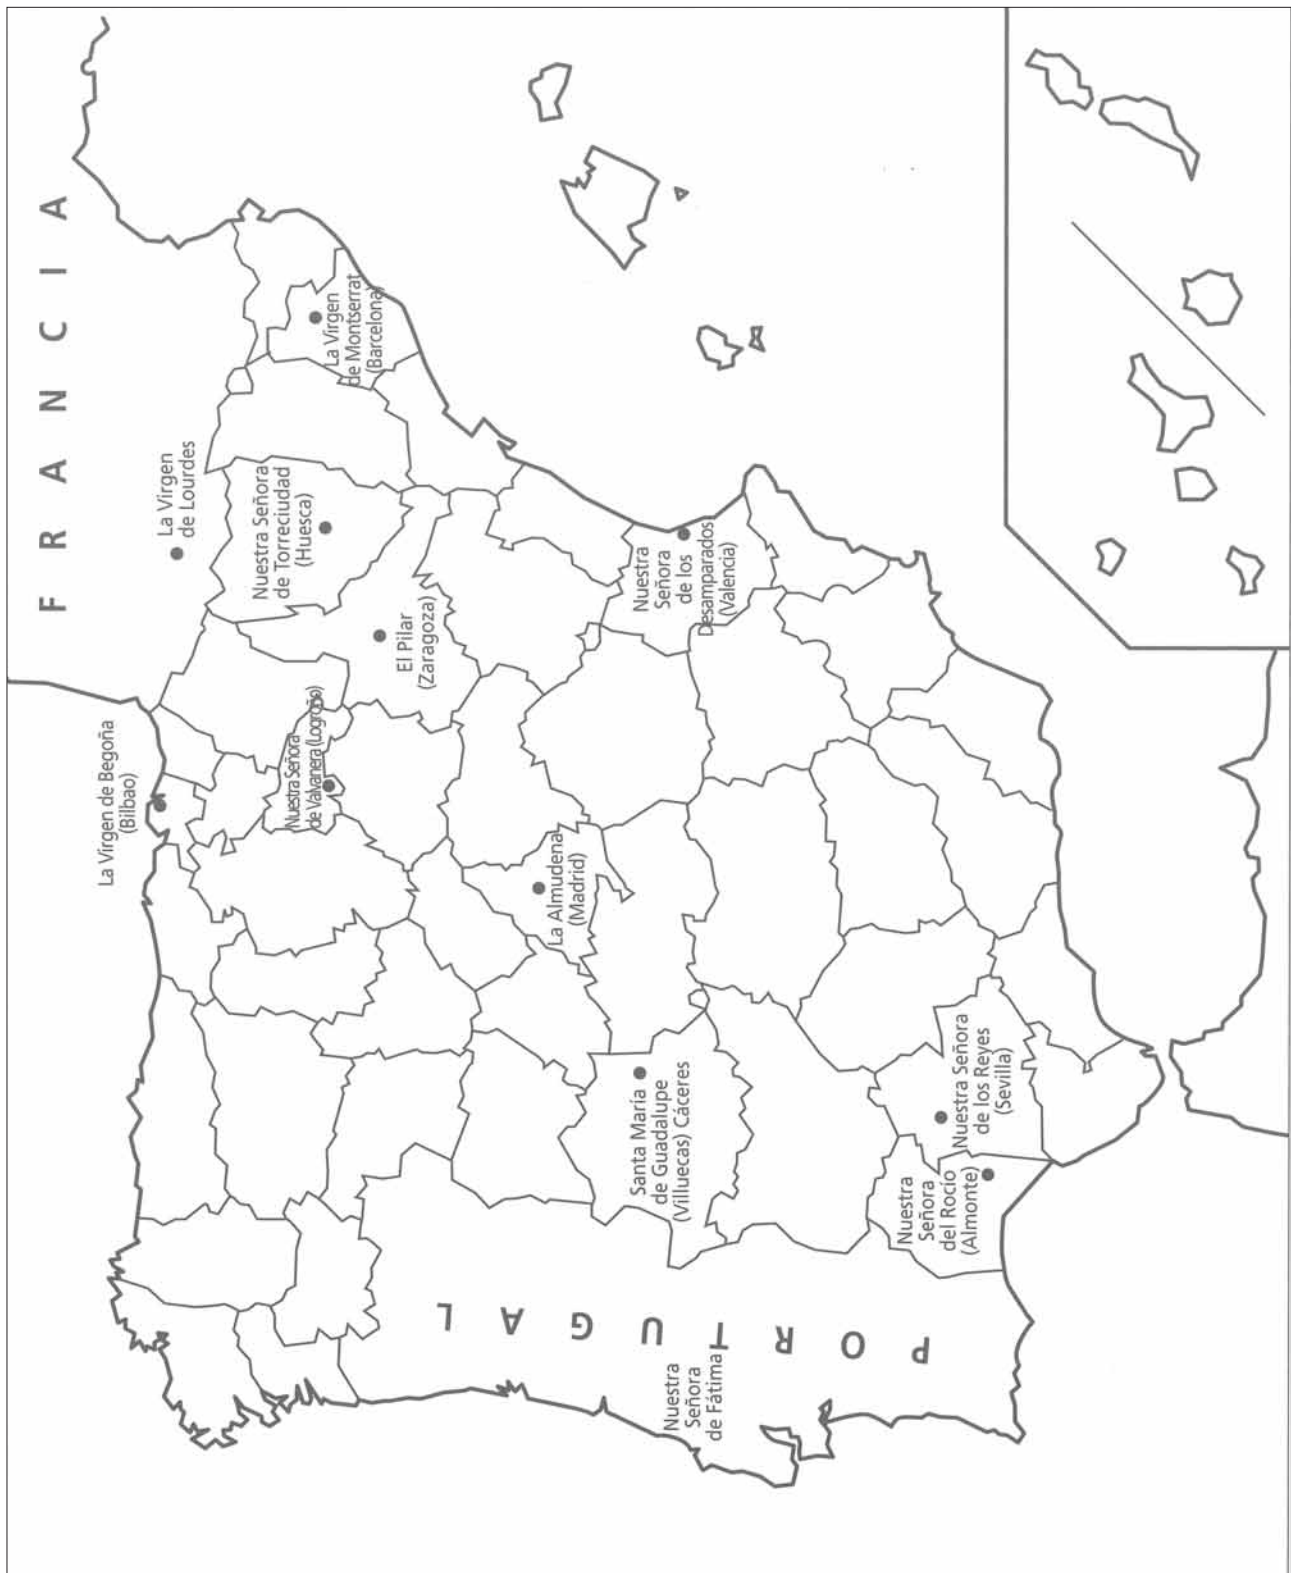 F R A N C I A
La Virgen de Begoña
(Bilbao)
La Virgen
de Lourdes
Nuestra Señora
de Torreciudad
(Huesca)
La Virgen
de Montserrat
(Barcelona)
Nuestra Señora
de Valvanera (Logroño)
El Pilar
(Zaragoza)
La Almudena
(Madrid)
Nuestra
Señora
de los
Desamparados
(Valencia)
Santa María
de Guadalupe
(Villuecas) Cáceres
P O R T U G A L
Nuestra
Señora
de Fátima
Nuestra
Señora
del Rocío
(Almonte)
Nuestra Señora
de los Reyes
(Sevilla)